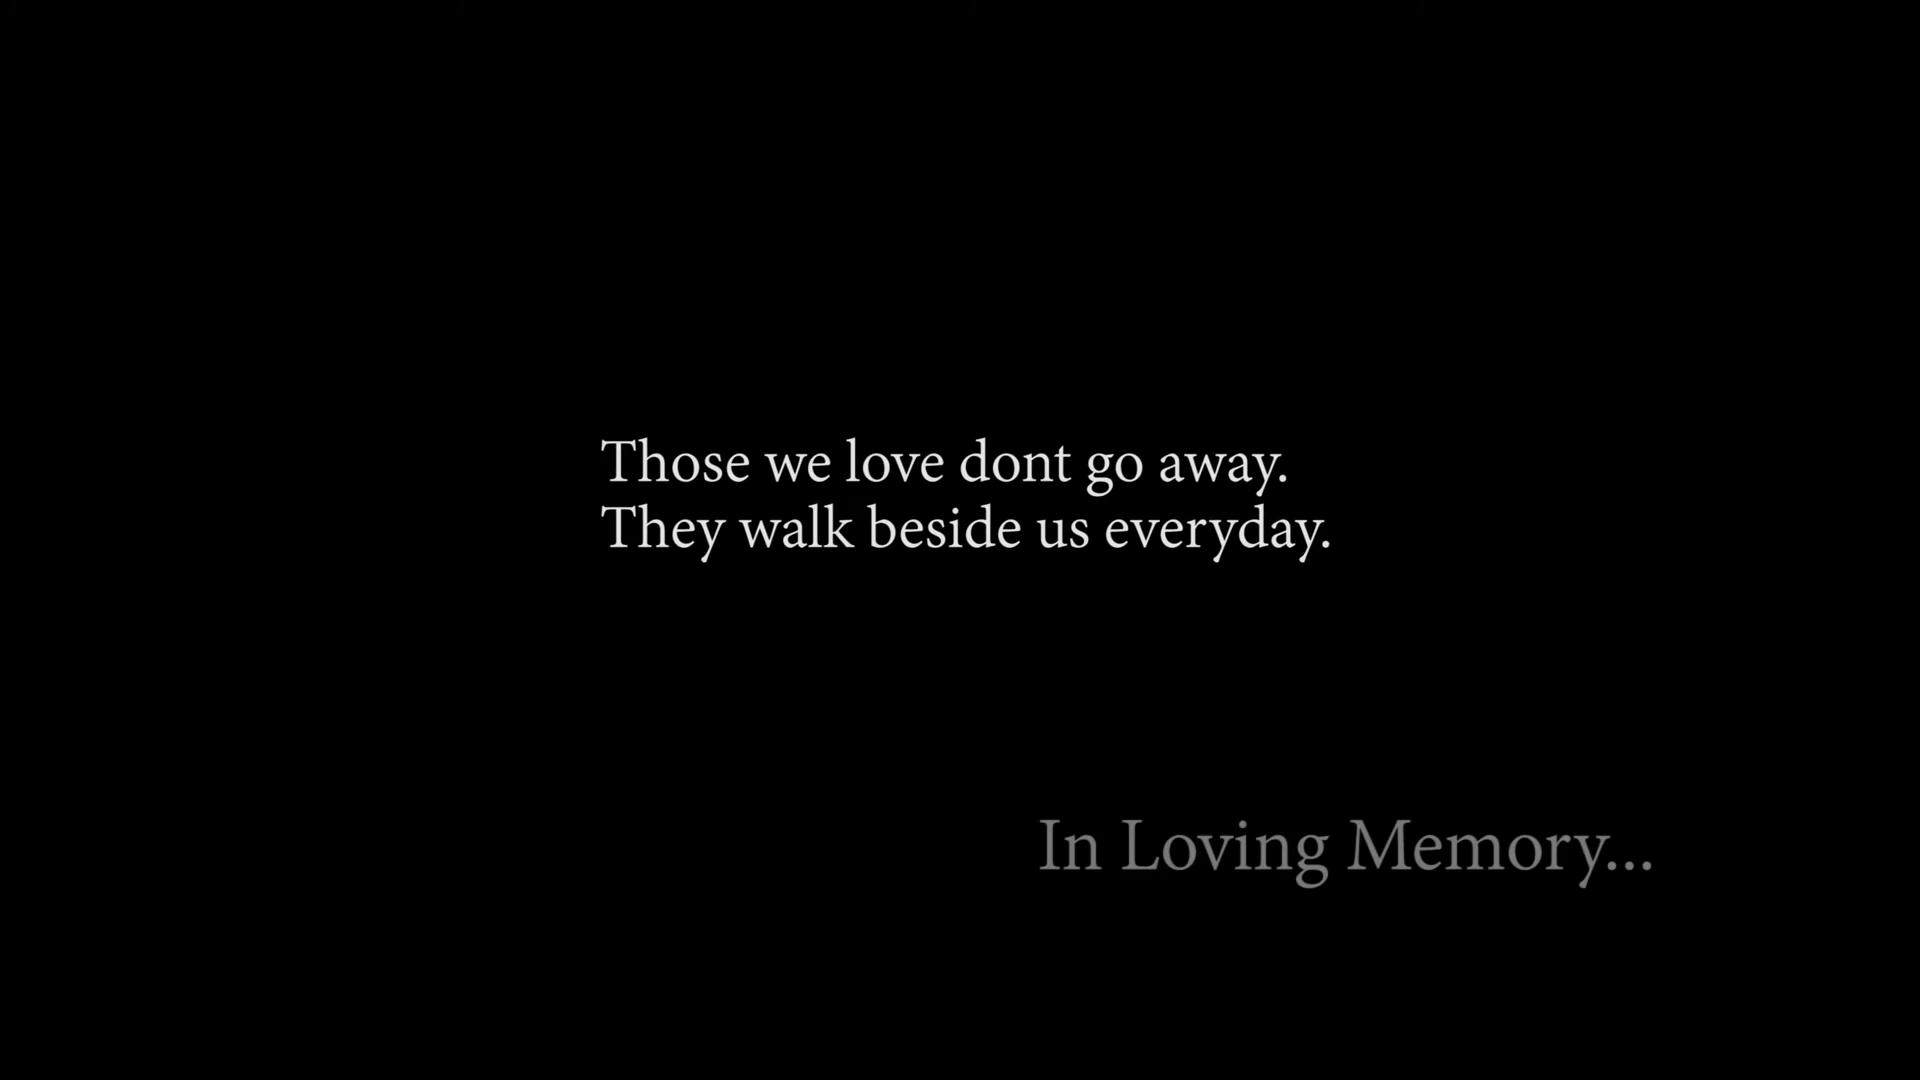 Those we love dont go away.
They walk beside us everyday.
In Loving Memory...